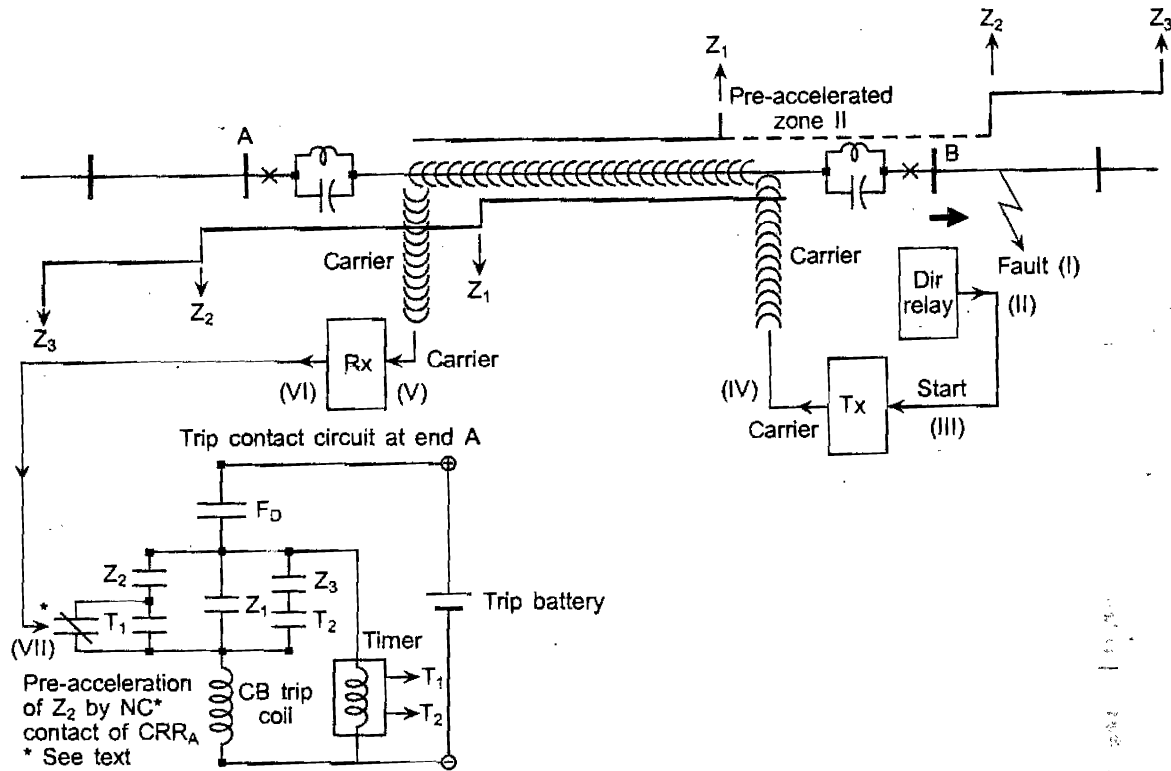 Z2
Z3
Z1
Pre-accelerated
zone II
A
B
Carrier
Carrier
Z1
Z2
Z3
Fault (I)
Dir
relay
(II)
Rx
Carrier
(VI)
(V)
(IV)
Tx
Start
(III)
Carrier
Trip contact circuit at end A
+
FD
Z2
Z1
Z3
T2
Trip battery
*
T1
(VII)
Timer
T1
T2
CB trip
coil
Pre-acceleration
of Z2 by NC*
contact of CRRA
* See text
−